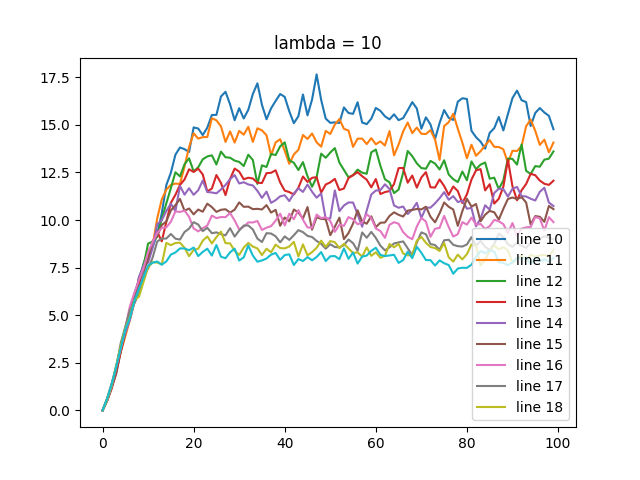 lambda = 10
17.5
15.0
12.5
10.0
7.5
5.0
2.5
0.0
0 20 40 60 80 100
line 10
line 11
line 12
line 13
line 14
line 15
line 16
line 17
line 18